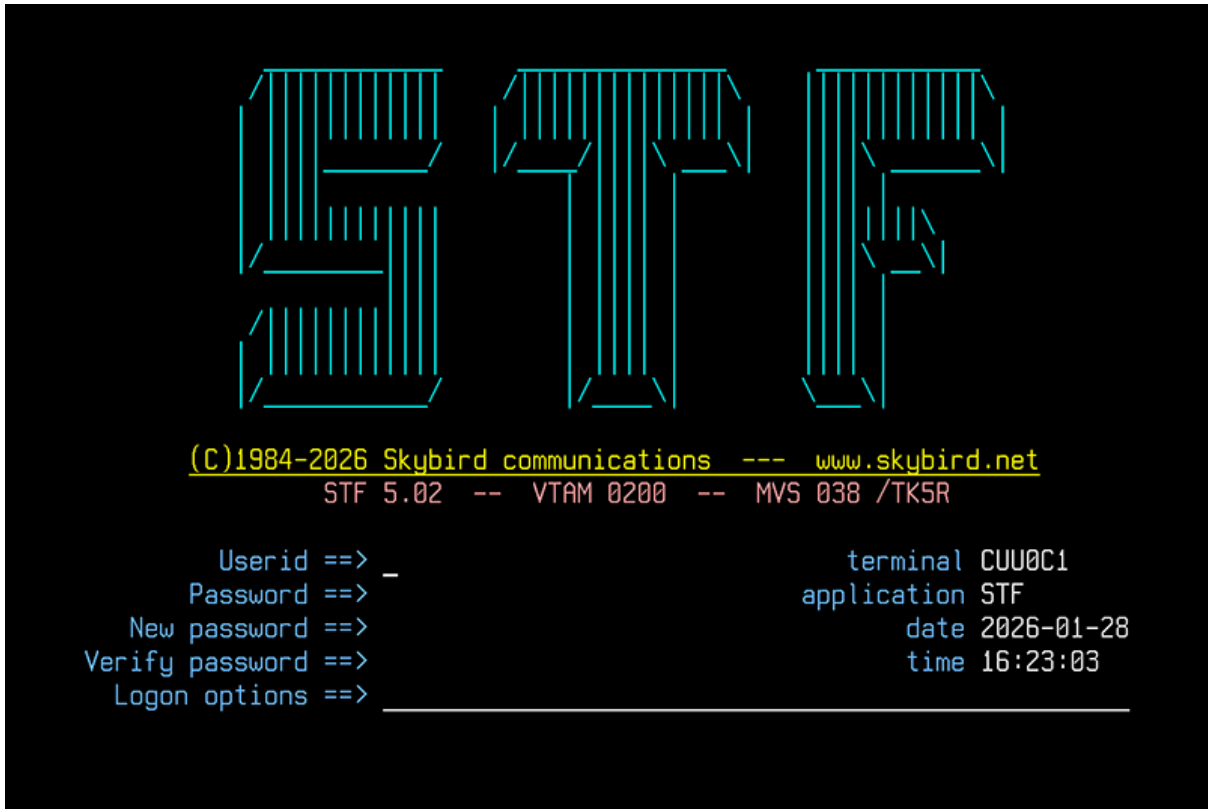 STF
(C)1984-2026 Skybird communications --- www.skybird.net
STF 5.02 -- VTAM 0200 -- MVS 038 /TK5R
Userid ==> _ terminal CUU0C1
Password ==> application STF
New password ==> date 2026-01-28
Verify password ==> time 16:23:03
Logon options ==>